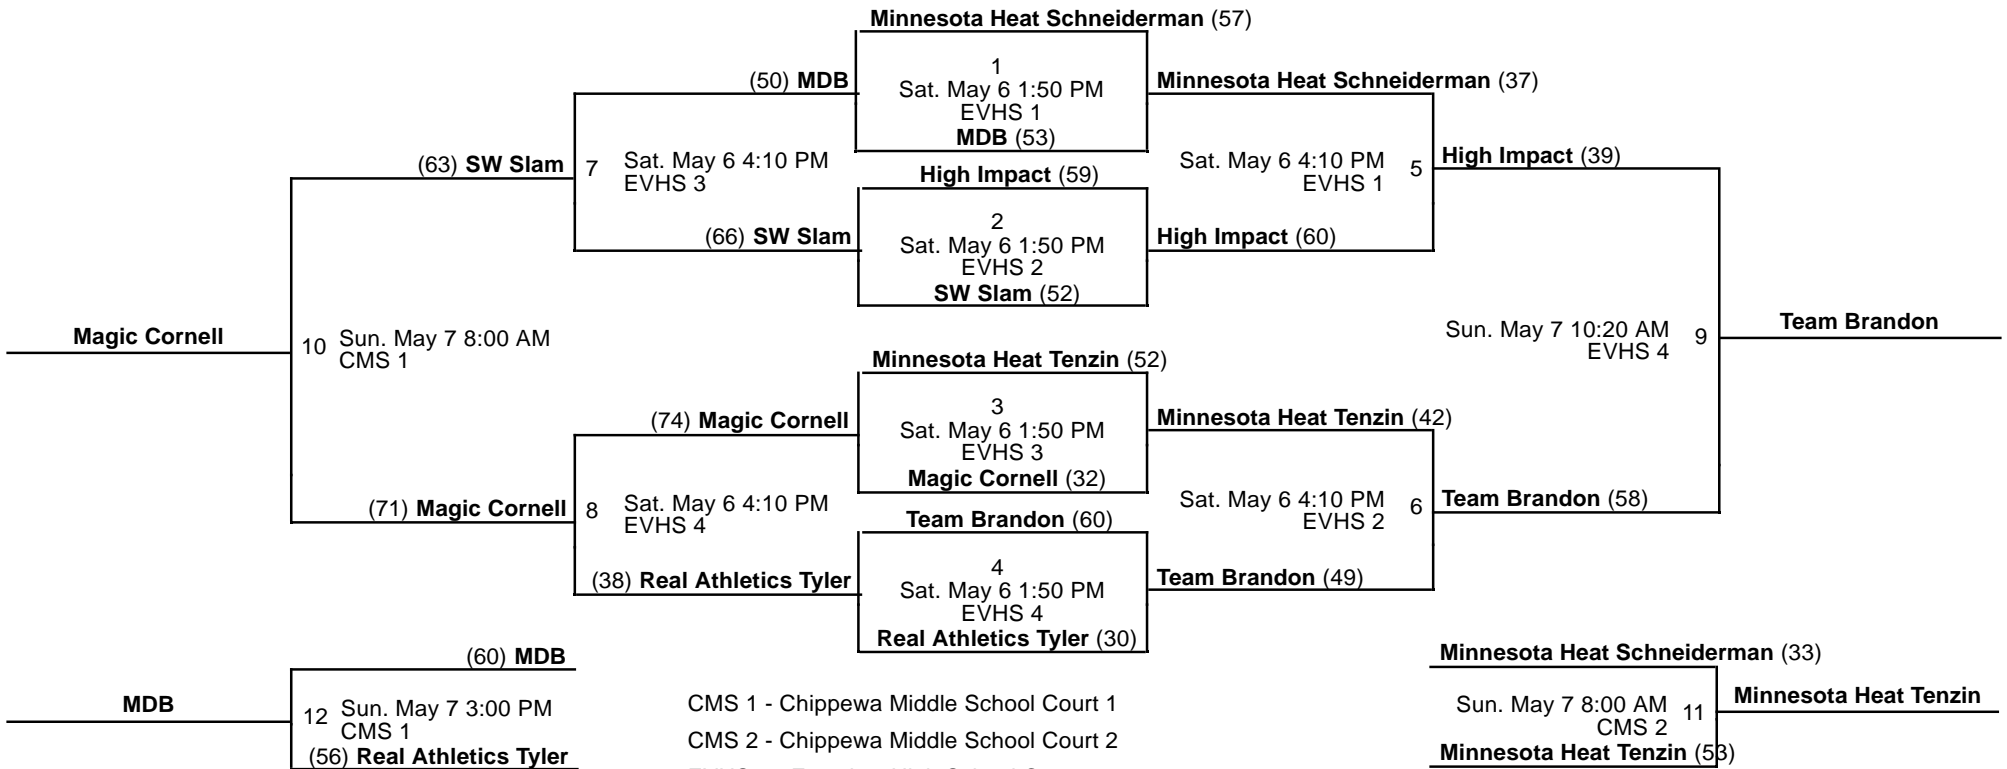 Minnesota Heat Schneiderman (57)
1
Sat. May 6 1:50 PM
EVHS 1
MDB (53)
(50) MDB
Minnesota Heat Schneiderman (37)
(63) SW Slam
7 Sat. May 6 4:10 PM
EVHS 3
High Impact (59)
2
Sat. May 6 1:50 PM
EVHS 2
SW Slam (52)
Sat. May 6 4:10 PM 5
EVHS 1
High Impact (39)
(66) SW Slam
High Impact (60)
Magic Cornell
10 Sun. May 7 8:00 AM
CMS 1
Sun. May 7 10:20 AM 9
EVHS 4
Team Brandon
Minnesota Heat Tenzin (52)
3
Sat. May 6 1:50 PM
EVHS 3
Magic Cornell (32)
(74) Magic Cornell
Minnesota Heat Tenzin (42)
(71) Magic Cornell
8 Sat. May 6 4:10 PM
EVHS 4
Team Brandon (60)
4
Sat. May 6 1:50 PM
EVHS 4
Real Athletics Tyler (30)
Sat. May 6 4:10 PM 6
EVHS 2
Team Brandon (58)
(38) Real Athletics Tyler
Team Brandon (49)
(60) MDB
MDB
12 Sun. May 7 3:00 PM
CMS 1
(56) Real Athletics Tyler
CMS 1 - Chippewa Middle School Court 1
CMS 2 - Chippewa Middle School Court 2
Minnesota Heat Schneiderman (33)
Sun. May 7 8:00 AM 11
CMS 2
Minnesota Heat Tenzin
Minnesota Heat Tenzin (53)